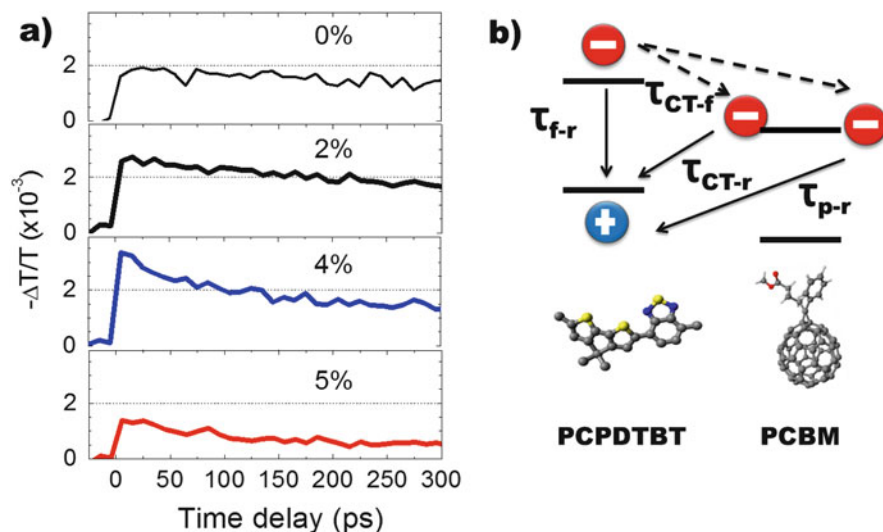 a)
0%
2
0
2%
2
0
4%
2
0
5%
2
0
-ΔT/T (x10⁻³)
0 50 100 150 200 250 300
Time delay (ps)
b)
−
τCT-f
τf-r
− −
τCT-r
τp-r
+
PCPDTBT PCBM